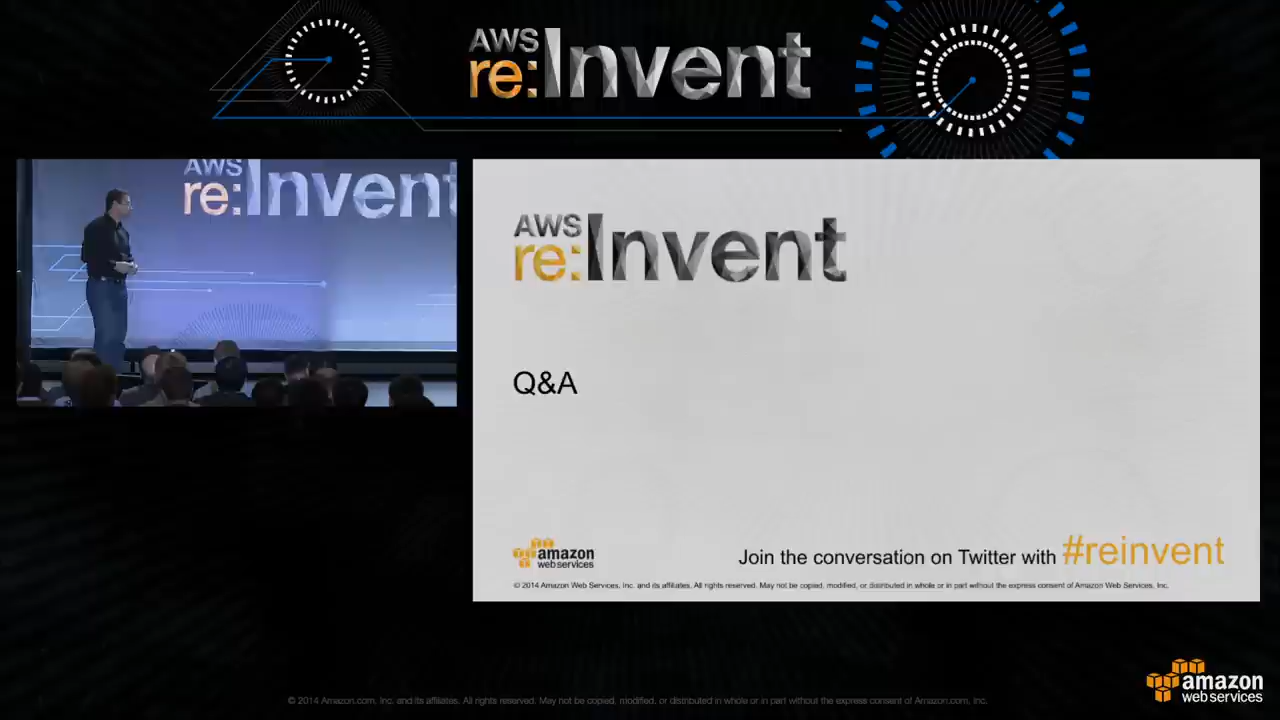 AWS
re:Invent
AWS
re:Invent
AWS
re:Invent
Q&A
amazon
web services
Join the conversation on Twitter with #reinvent
© 2014 Amazon Web Services, Inc. and its affiliates. All rights reserved. May not be copied, modified, or distributed in whole or in part without the express consent of Amazon Web Services, Inc.
amazon
web services
© 2014 Amazon.com, Inc. and its affiliates. All rights reserved. May not be copied, modified, or distributed in whole or in part without the express consent of Amazon.com, Inc.